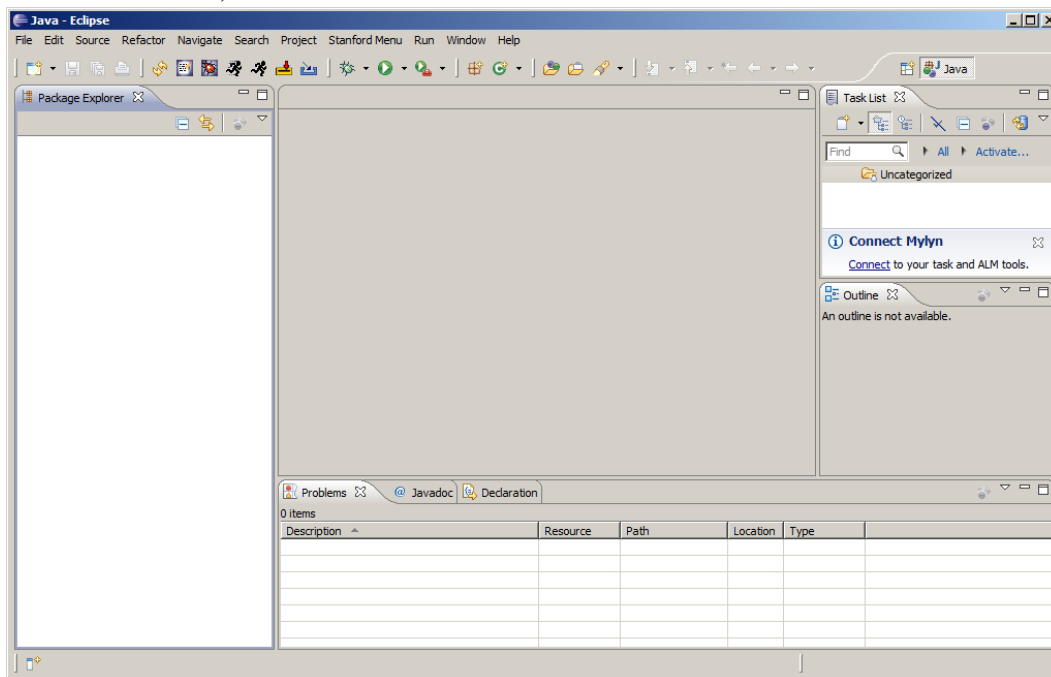 Java - Eclipse
File Edit Source Refactor Navigate Search Project Stanford Menu Run Window Help
Java
Package Explorer
Task List
Find All Activate...
Uncategorized
Connect Mylyn
Connect to your task and ALM tools.
Outline
An outline is not available.
Problems @ Javadoc Declaration
0 items
Description Resource Path Location Type